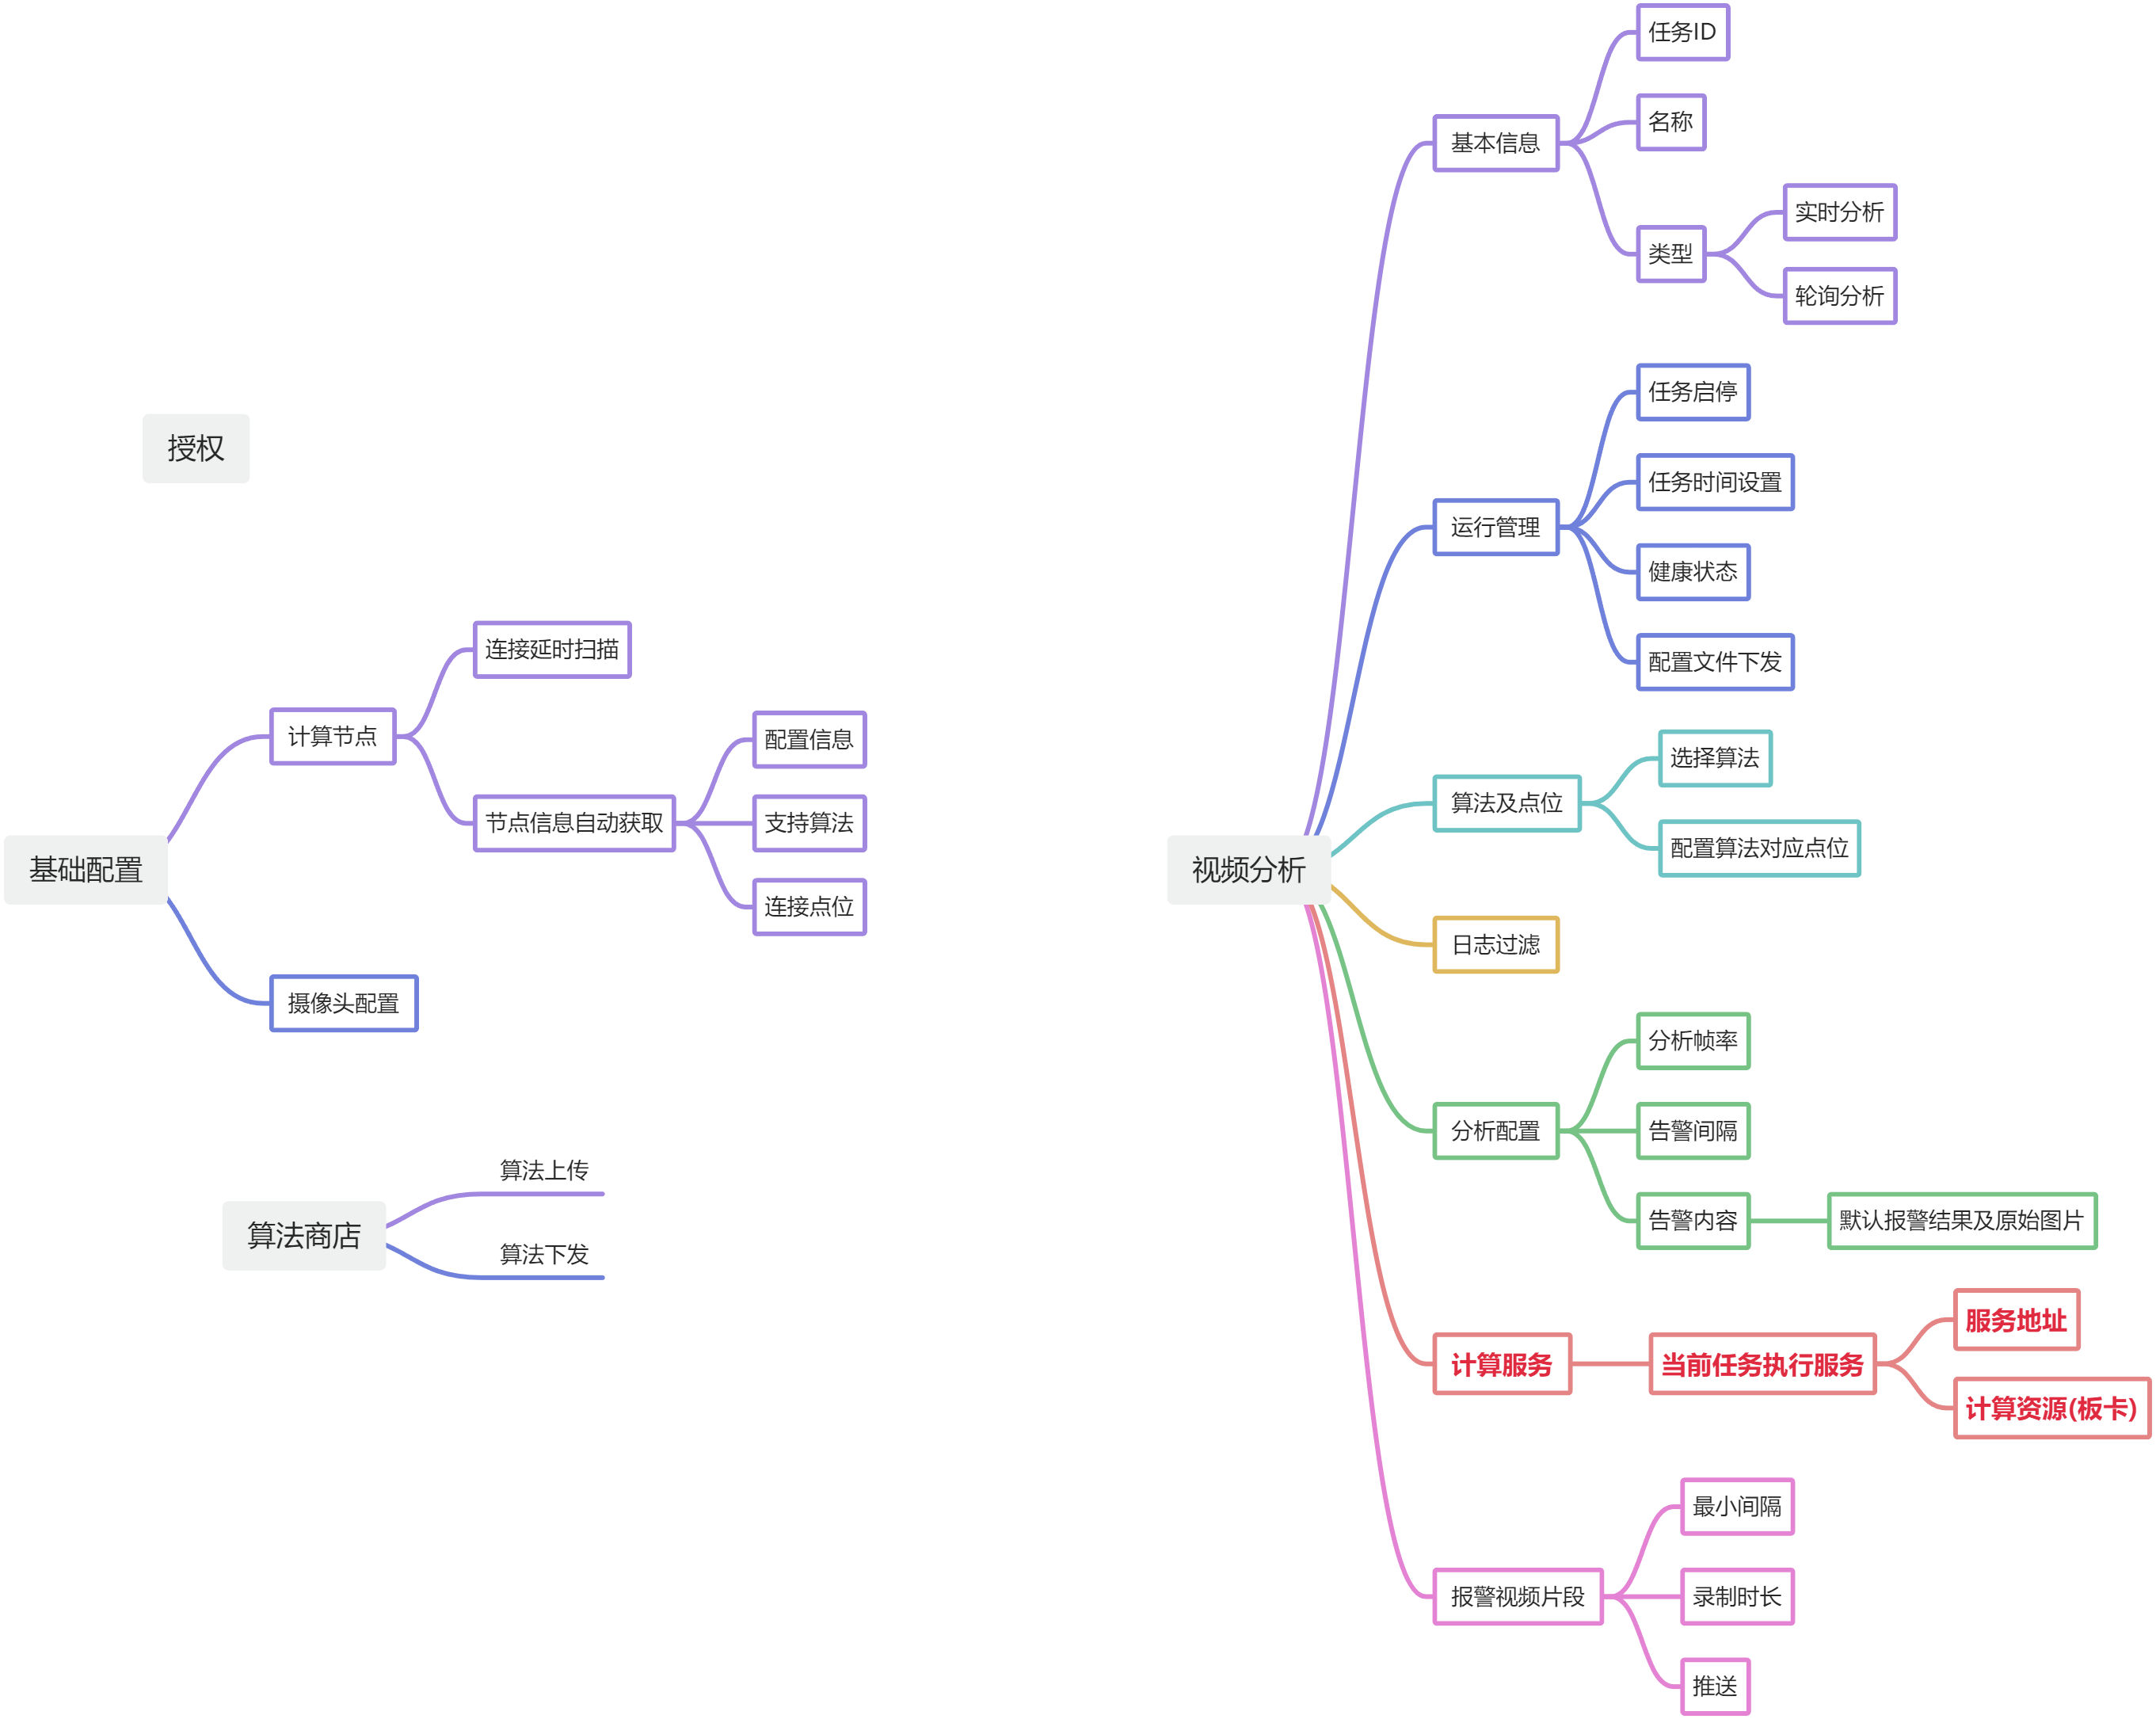 授权
基础配置
计算节点
连接延时扫描
节点信息自动获取
配置信息
支持算法
连接点位
摄像头配置
算法商店
算法上传
算法下发
视频分析
基本信息
任务ID
名称
类型
实时分析
轮询分析
运行管理
任务启停
任务时间设置
健康状态
配置文件下发
算法及点位
选择算法
配置算法对应点位
日志过滤
分析配置
分析帧率
告警间隔
告警内容
默认报警结果及原始图片
计算服务
当前任务执行服务
服务地址
计算资源(板卡)
报警视频片段
最小间隔
录制时长
推送